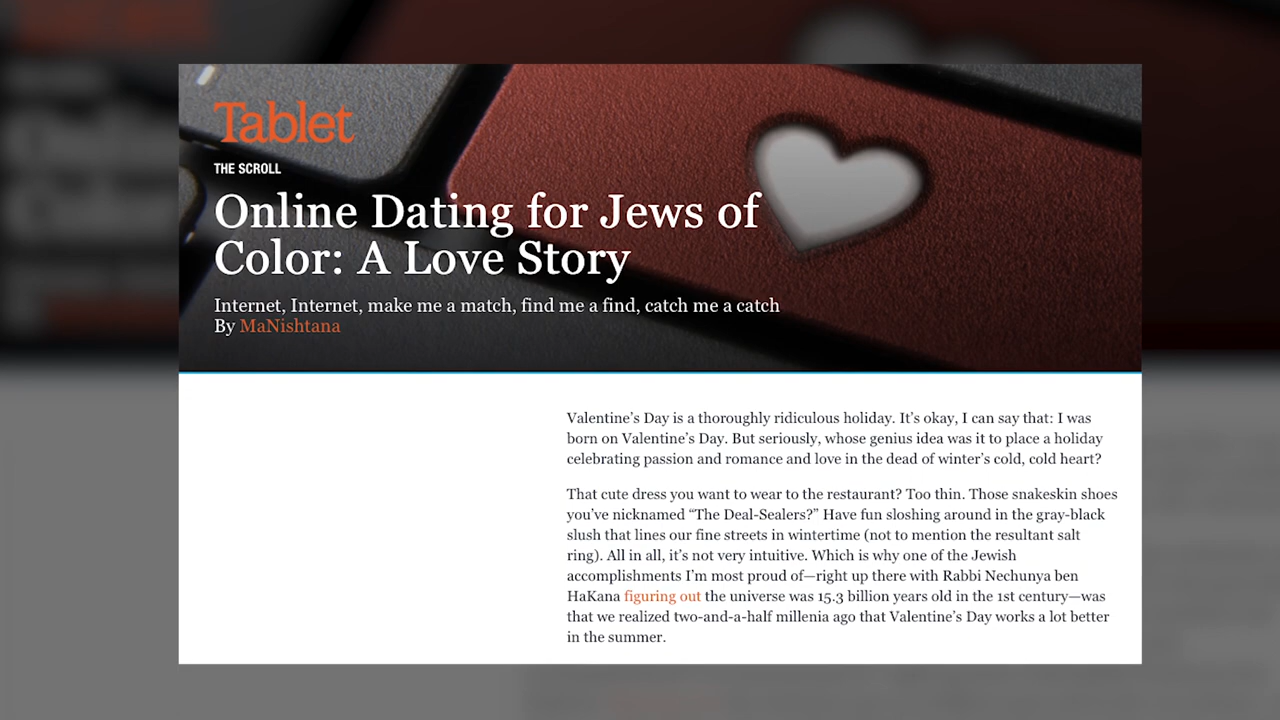 Tablet
THE SCROLL
Online Dating for Jews of
Color: A Love Story
Internet, Internet, make me a match, find me a find, catch me a catch
By MaNishtana
Valentine’s Day is a thoroughly ridiculous holiday. It’s okay, I can say that: I was
born on Valentine’s Day. But seriously, whose genius idea was it to place a holiday
celebrating passion and romance and love in the dead of winter’s cold, cold heart?
That cute dress you want to wear to the restaurant? Too thin. Those snakeskin shoes
you’ve nicknamed “The Deal-Sealers?” Have fun sloshing around in the gray-black
slush that lines our fine streets in wintertime (not to mention the resultant salt
ring). All in all, it’s not very intuitive. Which is why one of the Jewish
accomplishments I’m most proud of—right up there with Rabbi Nechunya ben
HaKana figuring out the universe was 15.3 billion years old in the 1st century—was
that we realized two-and-a-half millenia ago that Valentine’s Day works a lot better
in the summer.